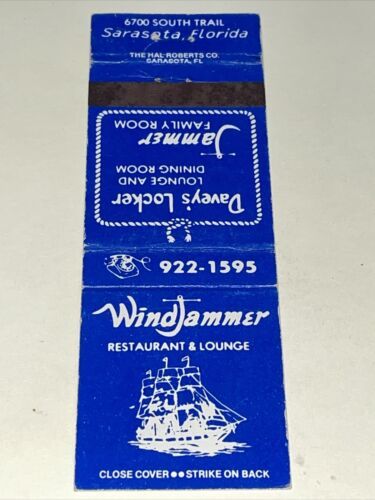 6700 SOUTH TRAIL
Sarasota, Florida
THE HAL ROBERTS CO.
SARASOTA, FL
Davey's Locker
LOUNGE AND
DINING ROOM
Jammer
FAMILY ROOM
922-1595
WindJammer
RESTAURANT & LOUNGE
CLOSE COVER●●STRIKE ON BACK